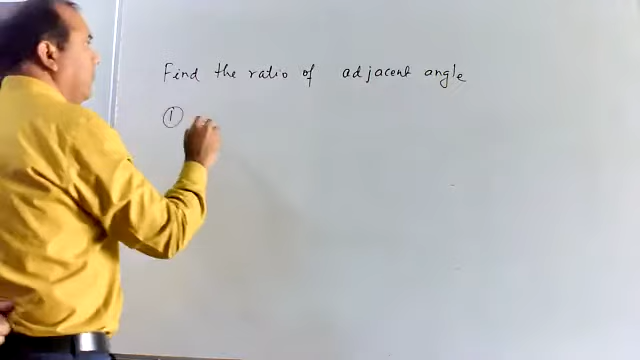 Find the ratio of adjacent angle
①